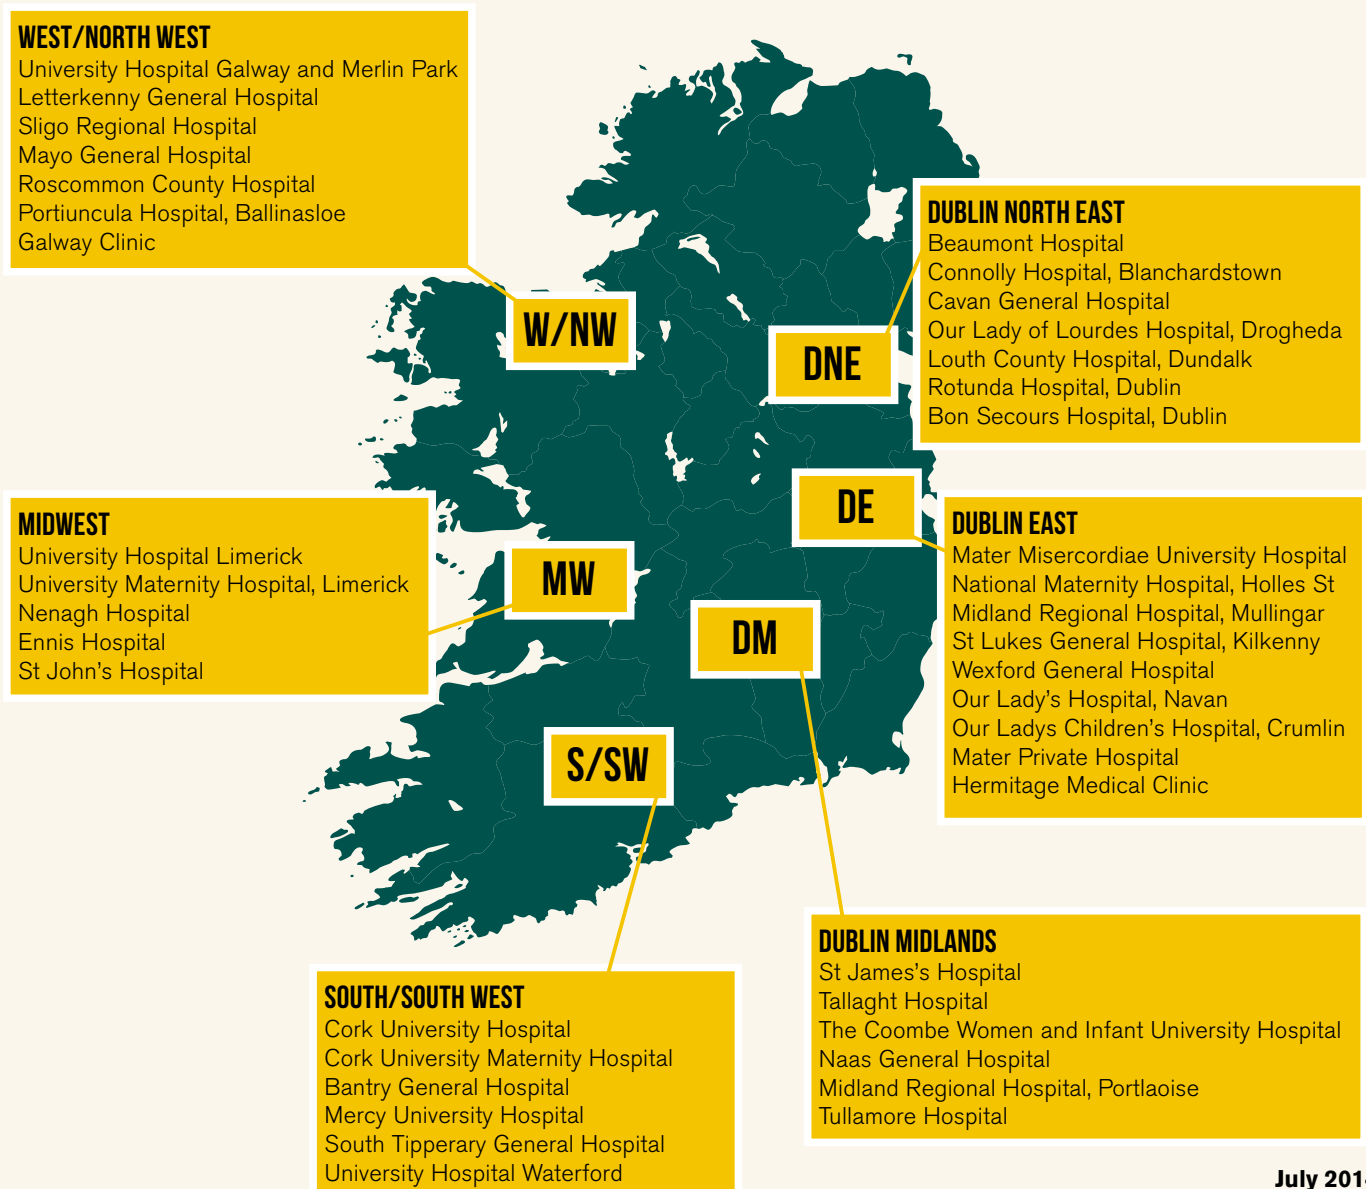 WEST/NORTH WEST
University Hospital Galway and Merlin Park
Letterkenny General Hospital
Sligo Regional Hospital
Mayo General Hospital
Roscommon County Hospital
Portiuncula Hospital, Ballinasloe
Galway Clinic
W/NW
DUBLIN NORTH EAST
Beaumont Hospital
Connolly Hospital, Blanchardstown
Cavan General Hospital
Our Lady of Lourdes Hospital, Drogheda
Louth County Hospital, Dundalk
Rotunda Hospital, Dublin
Bon Secours Hospital, Dublin
DNE
MIDWEST
University Hospital Limerick
University Maternity Hospital, Limerick
Nenagh Hospital
Ennis Hospital
St John's Hospital
MW
DE
DUBLIN EAST
Mater Misercordiae University Hospital
National Maternity Hospital, Holles St
Midland Regional Hospital, Mullingar
St Lukes General Hospital, Kilkenny
Wexford General Hospital
Our Lady's Hospital, Navan
Our Ladys Children's Hospital, Crumlin
Mater Private Hospital
Hermitage Medical Clinic
DM
S/SW
DUBLIN MIDLANDS
St James's Hospital
Tallaght Hospital
The Coombe Women and Infant University Hospital
Naas General Hospital
Midland Regional Hospital, Portlaoise
Tullamore Hospital
SOUTH/SOUTH WEST
Cork University Hospital
Cork University Maternity Hospital
Bantry General Hospital
Mercy University Hospital
South Tipperary General Hospital
University Hospital Waterford
July